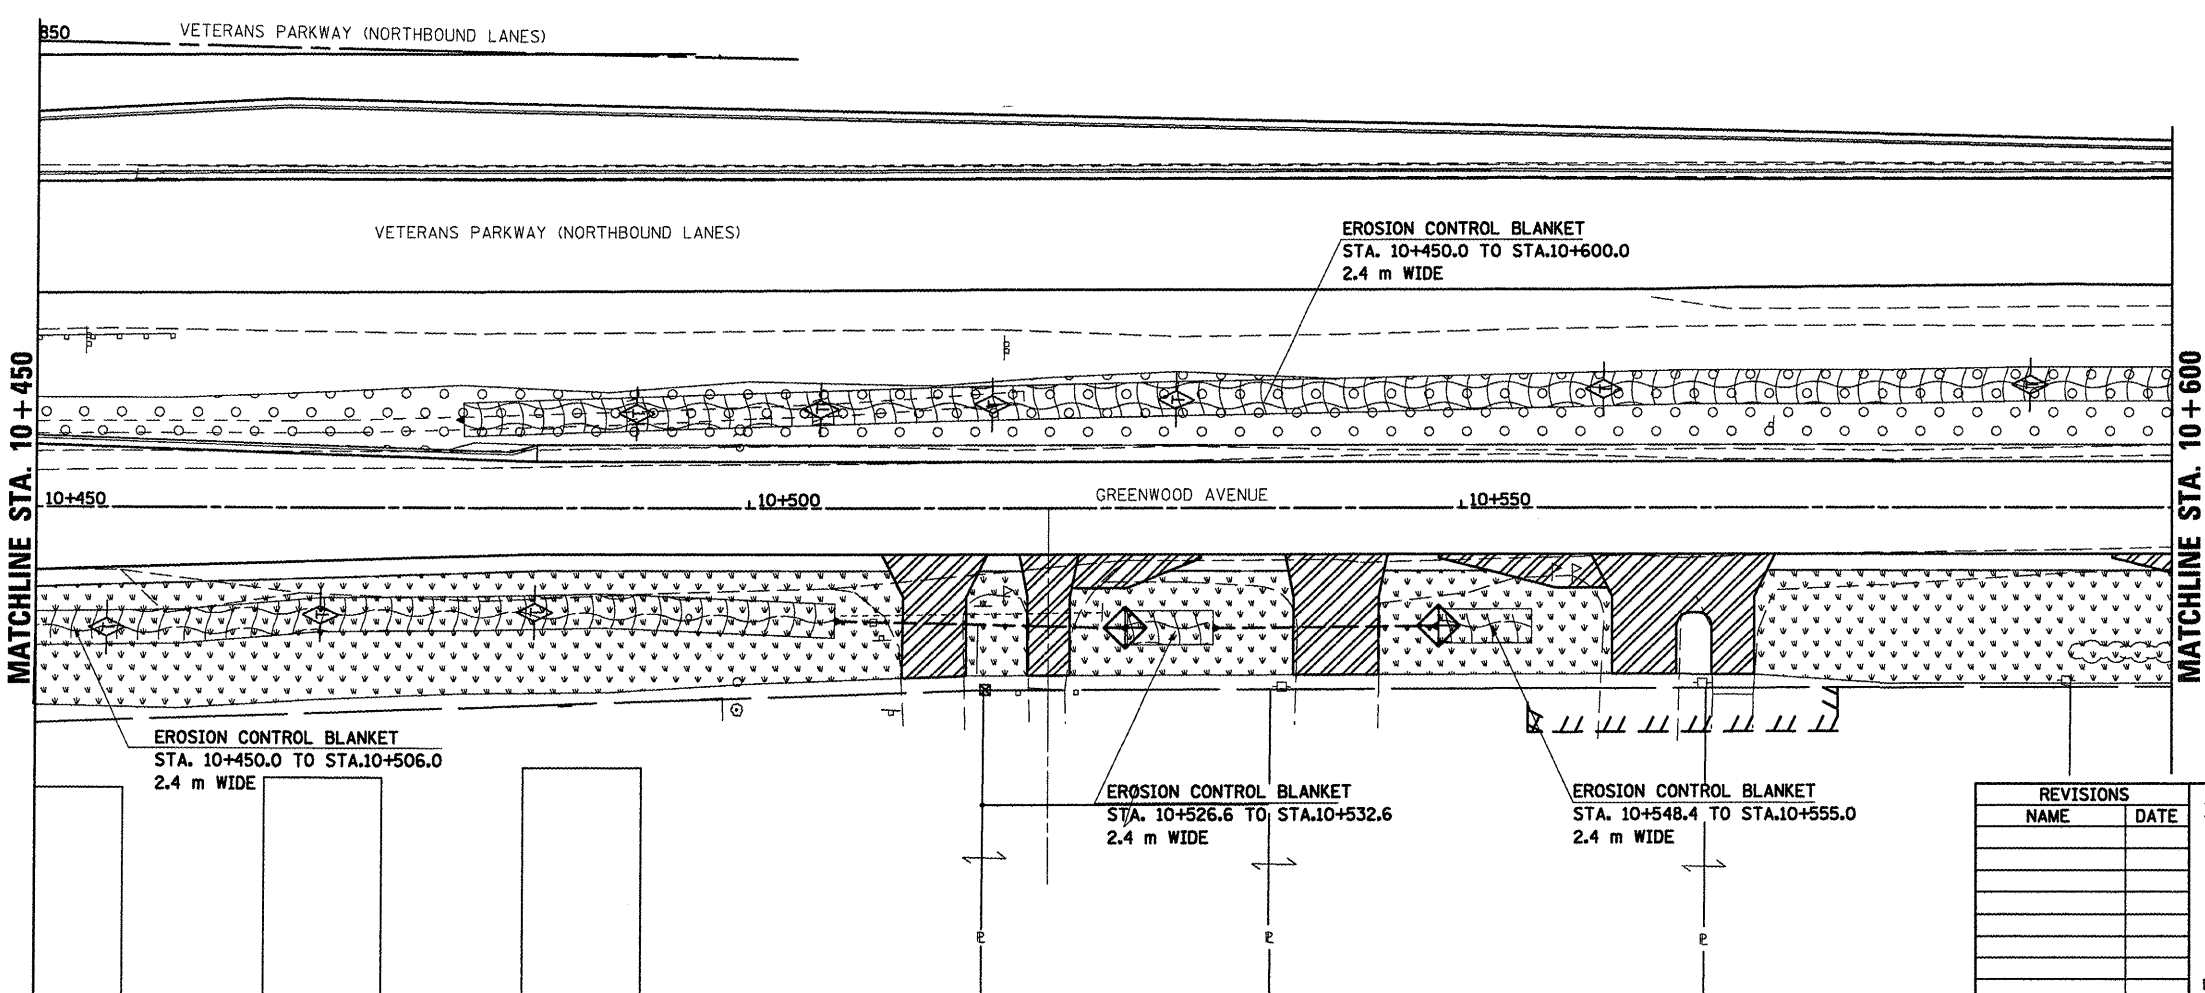 850
VETERANS PARKWAY (NORTHBOUND LANES)
VETERANS PARKWAY (NORTHBOUND LANES)
EROSION CONTROL BLANKET
STA. 10+450.0 TO STA.10+600.0
2.4 m WIDE
MATCHLINE STA. 10+450
MATCHLINE STA. 10+600
10+450
10+500
GREENWOOD AVENUE
10+550
EROSION CONTROL BLANKET
STA. 10+450.0 TO STA.10+506.0
2.4 m WIDE
EROSION CONTROL BLANKET
STA. 10+526.6 TO STA.10+532.6
2.4 m WIDE
EROSION CONTROL BLANKET
STA. 10+548.4 TO STA.10+555.0
2.4 m WIDE
REVISIONS
NAME DATE